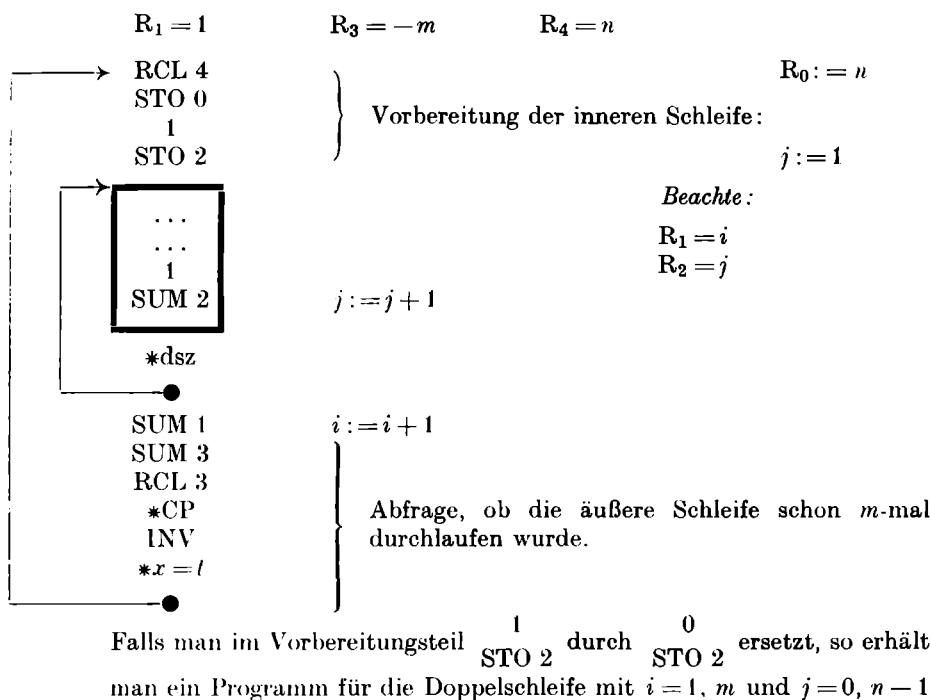 R₁ = 1 R₃ = −m R₄ = n
RCL 4 R₀ := n
STO 0
1 Vorbereitung der inneren Schleife:
STO 2 j := 1
Beachte:
... R₁ = i
... R₂ = j
1
SUM 2 j := j + 1
*dsz
SUM 1 i := i + 1
SUM 3
RCL 3
*CP Abfrage, ob die äußere Schleife schon m-mal
INV durchlaufen wurde.
*x = t
Falls man im Vorbereitungsteil 1 STO 2 durch 0 STO 2 ersetzt, so erhält
man ein Programm für die Doppelschleife mit i = 1, m und j = 0, n − 1